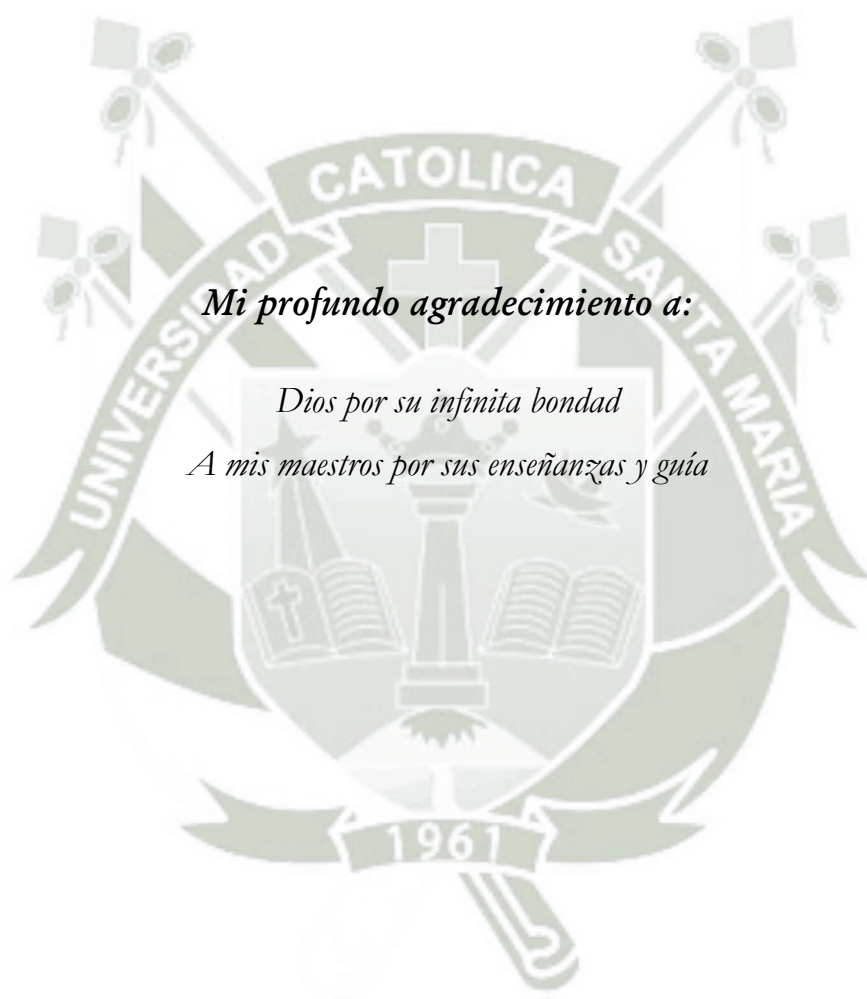 CATOLICA
UNIVERSIDAD
SANTA MARIA
Mi profundo agradecimiento a:
Dios por su infinita bondad
A mis maestros por sus enseñanzas y guía
1961